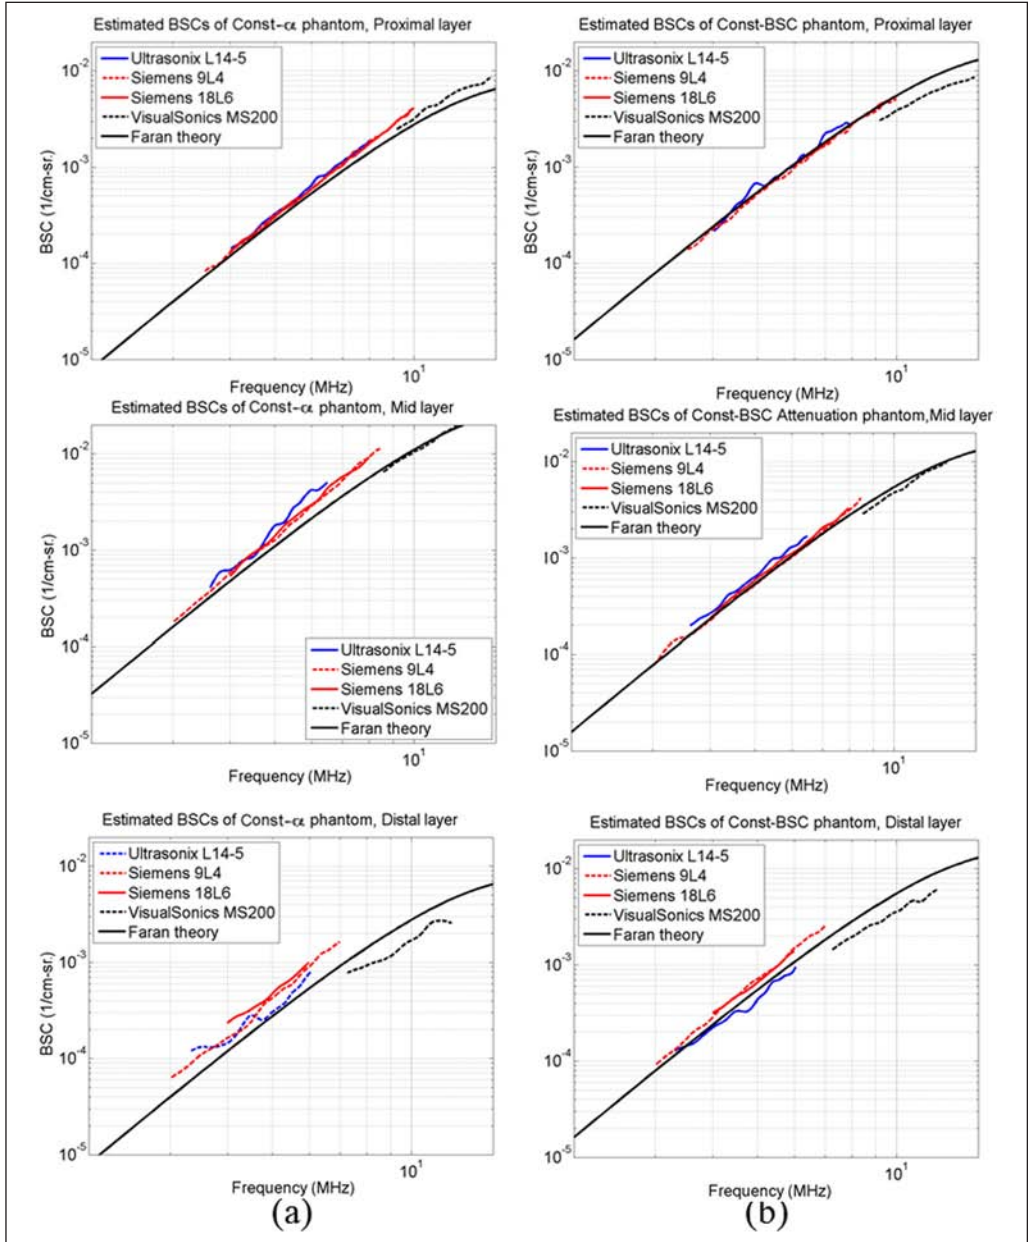 Estimated BSCs of Const-α phantom, Proximal layer
10⁻²
10⁻³
10⁻⁴
10⁻⁵
BSC (1/cm-sr.)
Ultrasonix L14-5
Siemens 9L4
Siemens 18L6
VisualSonics MS200
Faran theory
10¹
Frequency (MHz)
Estimated BSCs of Const-BSC phantom, Proximal layer
10⁻²
10⁻³
10⁻⁴
10⁻⁵
BSC (1/cm-sr.)
Ultrasonix L14-5
Siemens 9L4
Siemens 18L6
VisualSonics MS200
Faran theory
10¹
Frequency (MHz)
Estimated BSCs of Const-α phantom, Mid layer
10⁻²
10⁻³
10⁻⁴
10⁻⁵
BSC (1/cm-sr.)
Ultrasonix L14-5
Siemens 9L4
Siemens 18L6
VisualSonics MS200
Faran theory
10¹
Frequency (MHz)
Estimated BSCs of Const-BSC Attenuation phantom,Mid layer
10⁻²
10⁻³
10⁻⁴
10⁻⁵
BSC (1/cm-sr.)
Ultrasonix L14-5
Siemens 9L4
Siemens 18L6
VisualSonics MS200
Faran theory
10¹
Frequency (MHz)
Estimated BSCs of Const-α phantom, Distal layer
10⁻²
10⁻³
10⁻⁴
10⁻⁵
BSC (1/cm-sr.)
Ultrasonix L14-5
Siemens 9L4
Siemens 18L6
VisualSonics MS200
Faran theory
10¹
Frequency (MHz)
Estimated BSCs of Const-BSC phantom, Distal layer
10⁻²
10⁻³
10⁻⁴
10⁻⁵
BSC (1/cm-sr.)
Ultrasonix L14-5
Siemens 9L4
Siemens 18L6
VisualSonics MS200
Faran theory
10¹
Frequency (MHz)
(a)
(b)